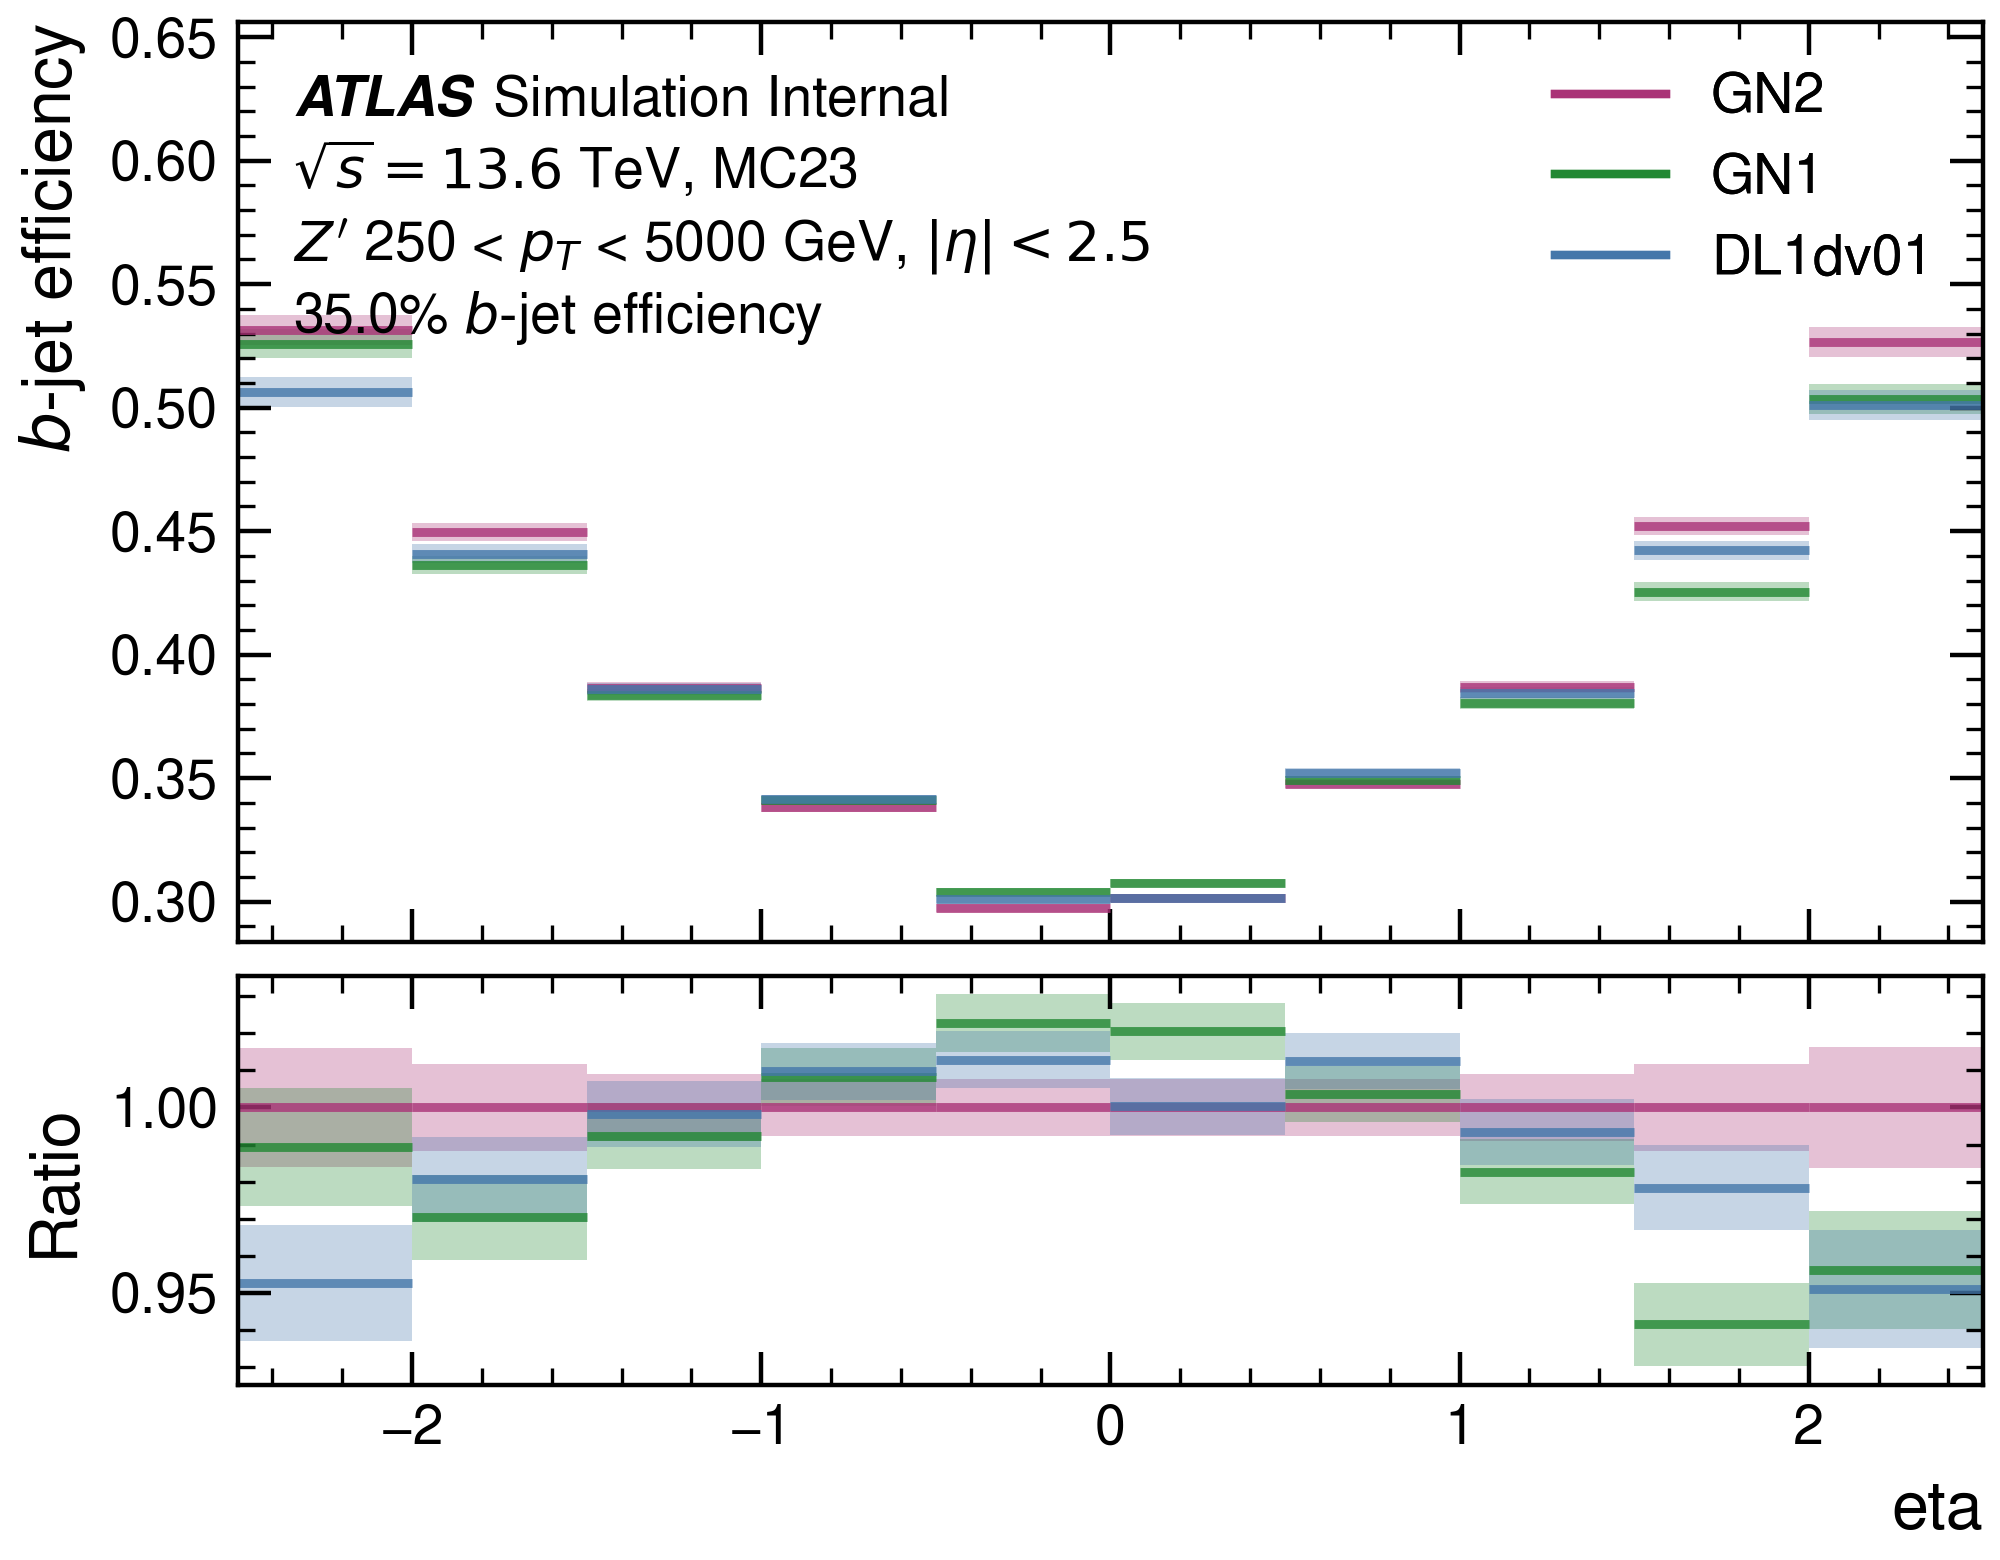 b-jet efficiency
0.65
0.60
0.55
0.50
0.45
0.40
0.35
0.30
ATLAS Simulation Internal
√s = 13.6 TeV, MC23
Z′ 250 < p_T < 5000 GeV, |η| < 2.5
35.0% b-jet efficiency
GN2
GN1
DL1dv01
Ratio
1.00
0.95
−2 −1 0 1 2
eta